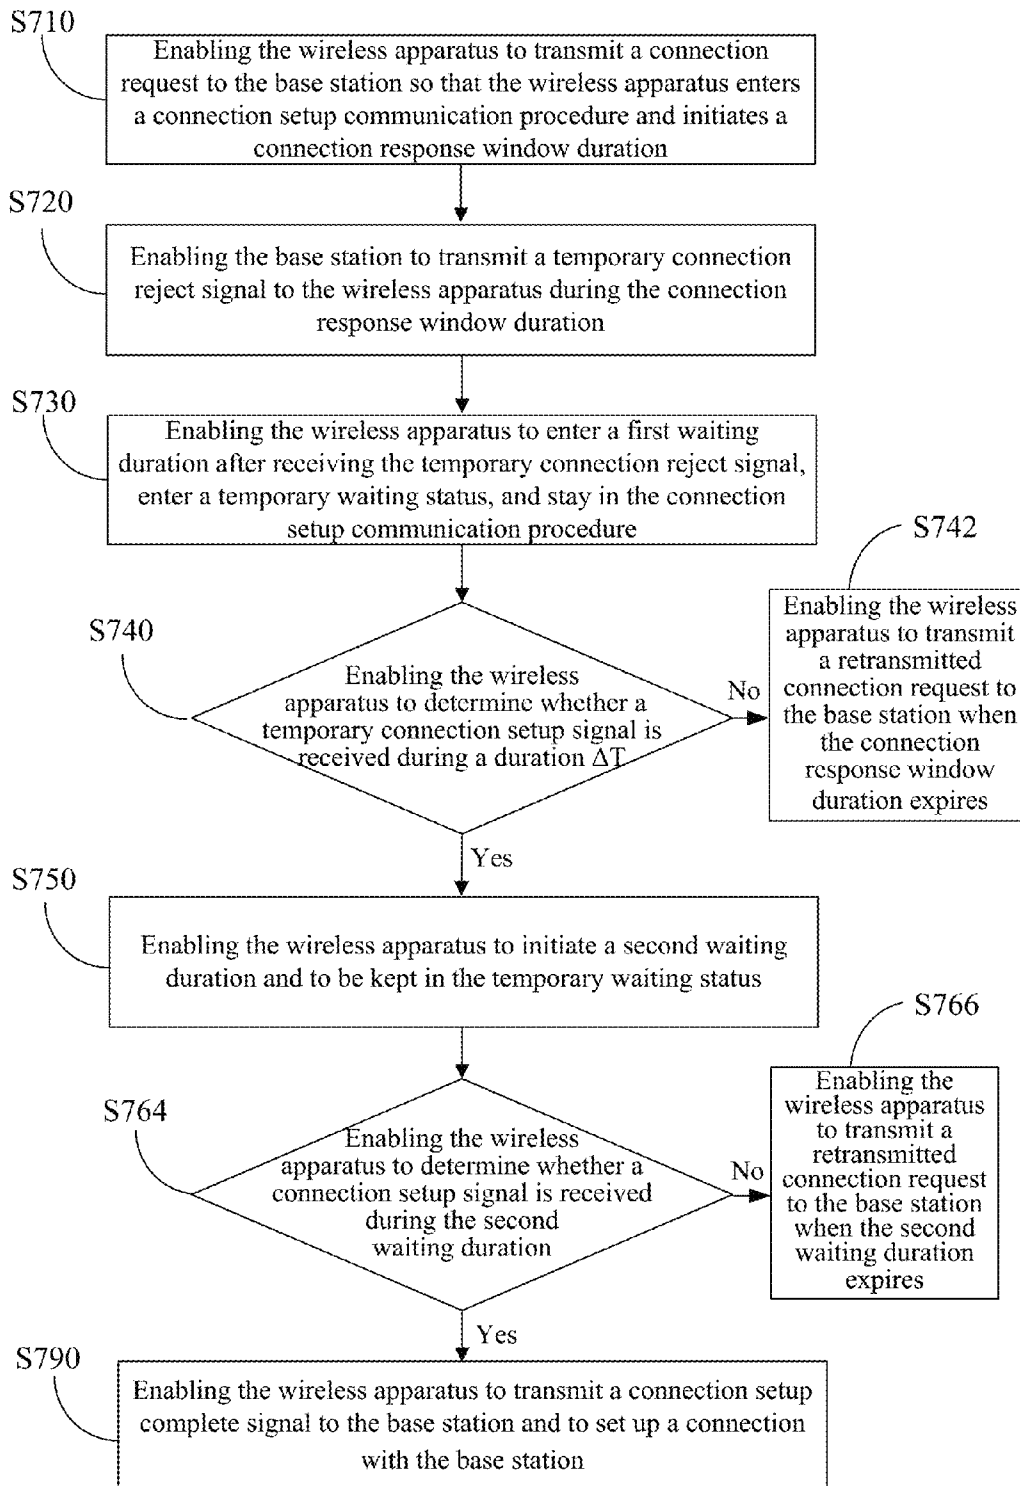 S710
Enabling the wireless apparatus to transmit a connection
request to the base station so that the wireless apparatus enters
a connection setup communication procedure and initiates a
connection response window duration
S720
Enabling the base station to transmit a temporary connection
reject signal to the wireless apparatus during the connection
response window duration
S730
Enabling the wireless apparatus to enter a first waiting
duration after receiving the temporary connection reject signal,
enter a temporary waiting status, and stay in the connection
setup communication procedure
S740
Enabling the wireless
apparatus to determine whether a
temporary connection setup signal is
received during a duration ΔT
No
S742
Enabling the wireless
apparatus to transmit
a retransmitted
connection request to
the base station when
the connection
response window
duration expires
Yes
S750
Enabling the wireless apparatus to initiate a second waiting
duration and to be kept in the temporary waiting status
S764
Enabling the wireless
apparatus to determine whether a
connection setup signal is received
during the second
waiting duration
No
S766
Enabling the
wireless apparatus
to transmit a
retransmitted
connection request
to the base station
when the second
waiting duration
expires
Yes
S790
Enabling the wireless apparatus to transmit a connection setup
complete signal to the base station and to set up a connection
with the base station